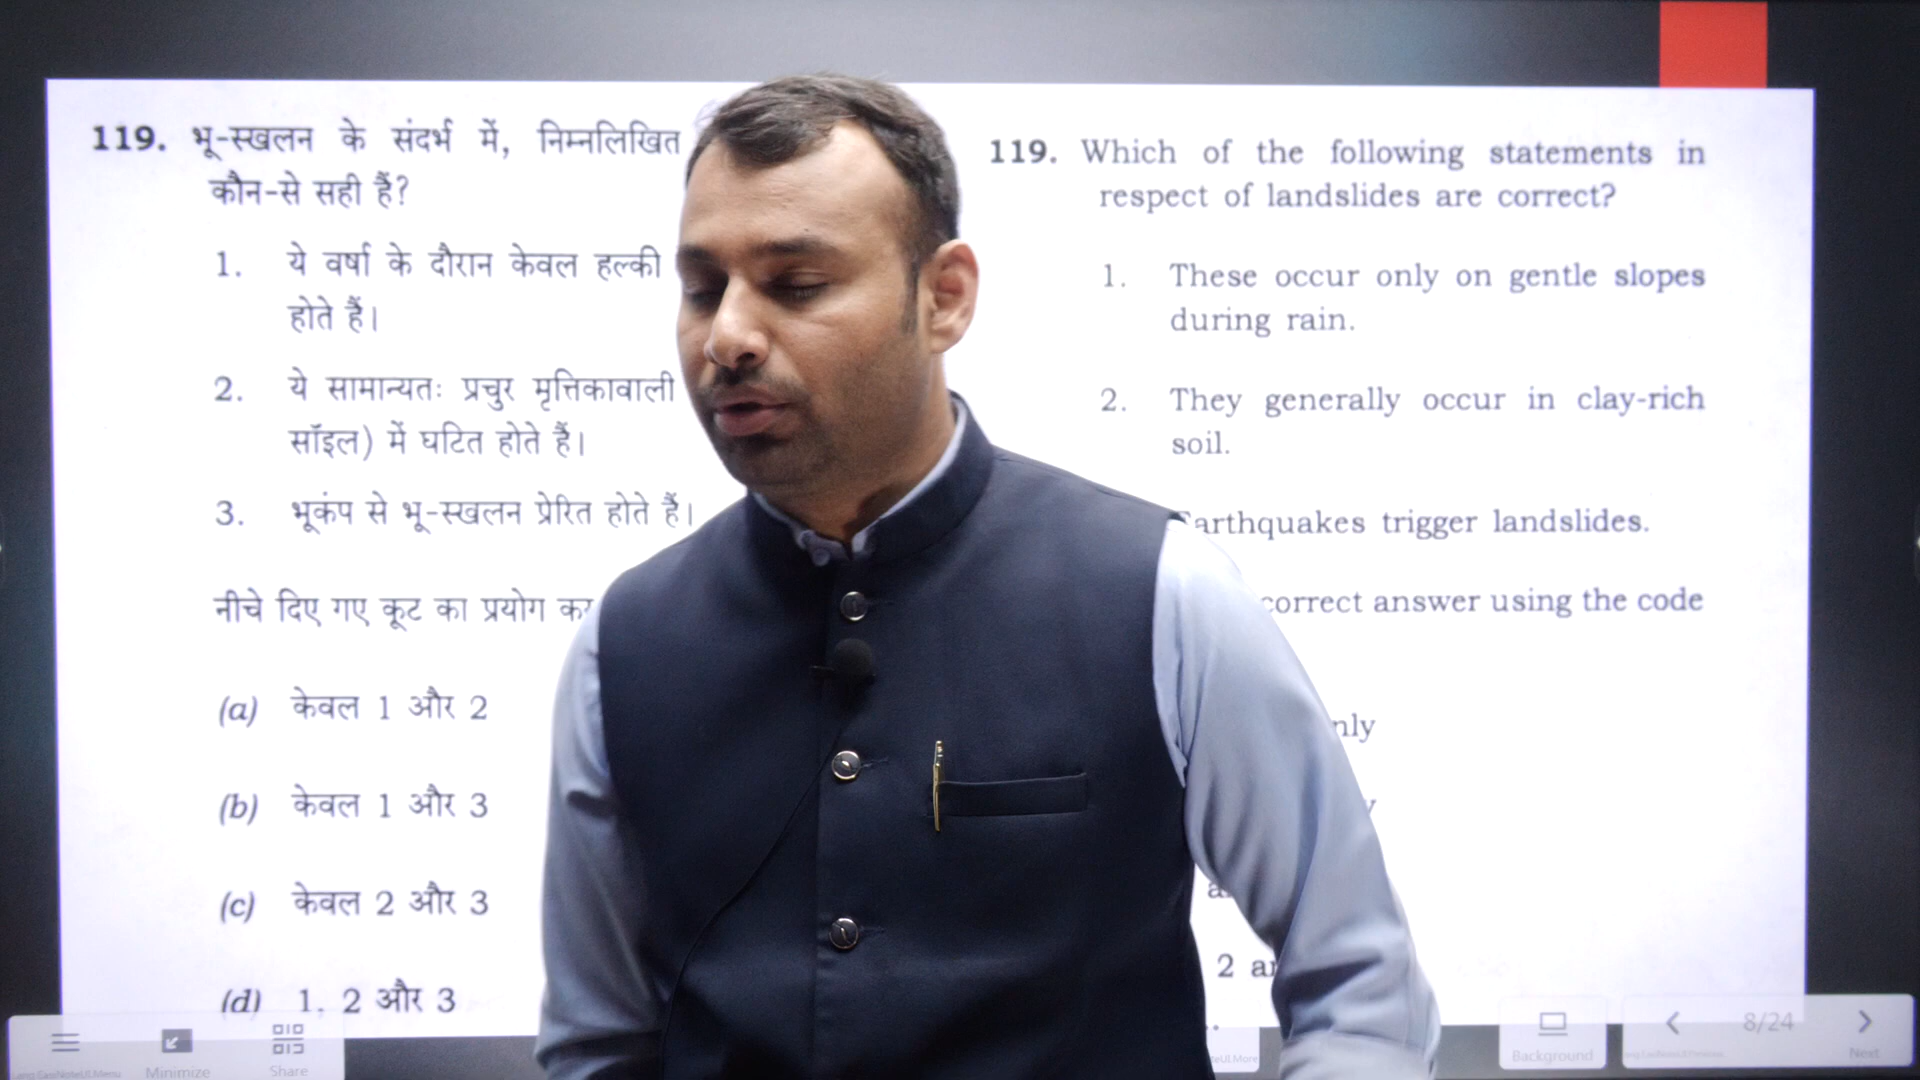 119. भू-स्खलन के संदर्भ में, निम्नलिखित
कौन-से सही हैं?
1. ये वर्षा के दौरान केवल हल्की
होते हैं।
2. ये सामान्यतः प्रचुर मृत्तिकावाली
सॉइल) में घटित होते हैं।
3. भूकंप से भू-स्खलन प्रेरित होते हैं।
नीचे दिए गए कूट का प्रयोग
(a) केवल 1 और 2
(b) केवल 1 और 3
(c) केवल 2 और 3
(d) 1, 2 और 3
119. Which of the following statements in
respect of landslides are correct?
1. These occur only on gentle slopes
during rain.
2. They generally occur in clay-rich
soil.
Earthquakes trigger landslides.
correct answer using the code
2
Minimize
Share
Background
8/24
Next